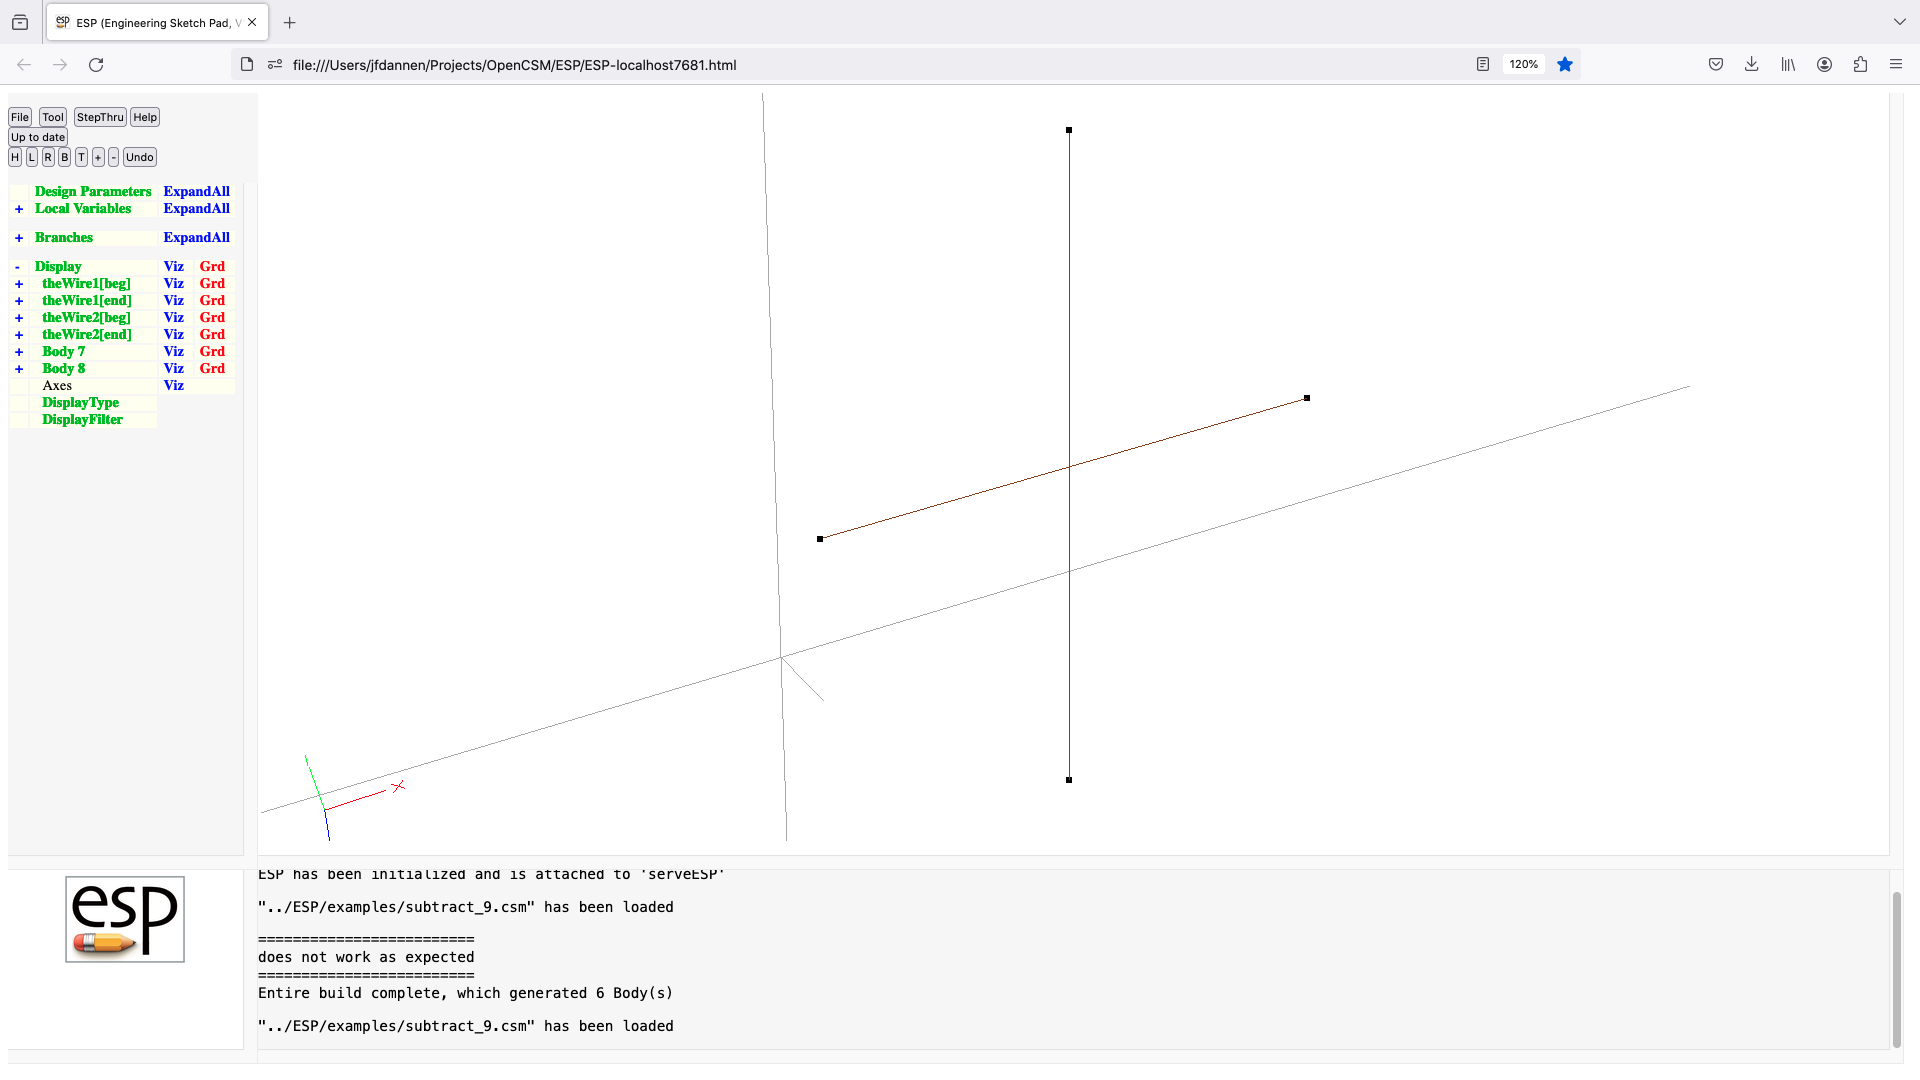 ESP (Engineering Sketch Pad, V
file:///Users/jfdannen/Projects/OpenCSM/ESP/ESP-localhost7681.html
120%
File Tool StepThru Help
Up to date
H L R B T + - Undo
Design Parameters ExpandAll
+ Local Variables ExpandAll
+ Branches ExpandAll
- Display Viz Grd
+ theWire1[beg] Viz Grd
+ theWire1[end] Viz Grd
+ theWire2[beg] Viz Grd
+ theWire2[end] Viz Grd
+ Body 7 Viz Grd
+ Body 8 Viz Grd
Axes Viz
DisplayType
DisplayFilter
X
esp
ESP has been initialized and is attached to 'serveESP'
"../ESP/examples/subtract_9.csm" has been loaded
=========================
does not work as expected
=========================
Entire build complete, which generated 6 Body(s)
"../ESP/examples/subtract_9.csm" has been loaded